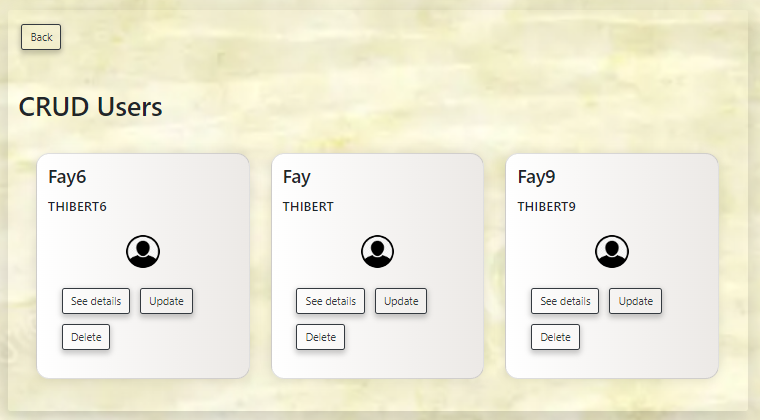 Back
CRUD Users
Fay6
THIBERT6
See details
Update
Delete
Fay
THIBERT
See details
Update
Delete
Fay9
THIBERT9
See details
Update
Delete